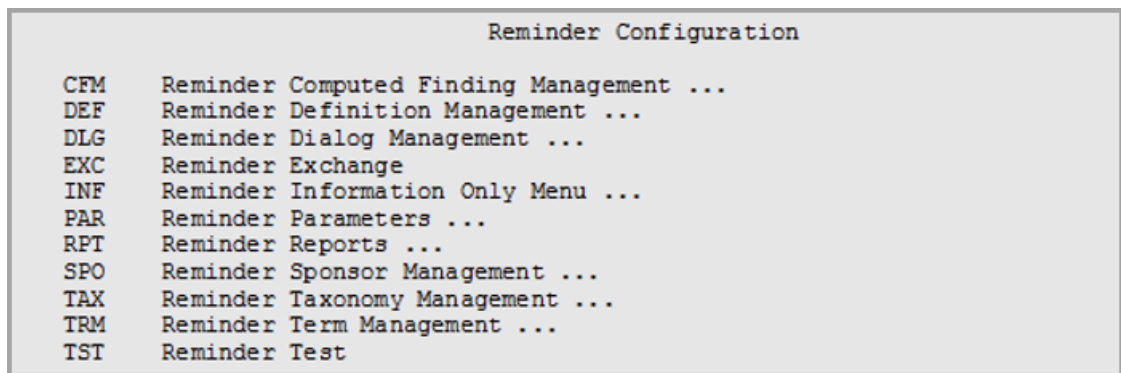 Reminder Configuration
CFM Reminder Computed Finding Management ...
DEF Reminder Definition Management ...
DLG Reminder Dialog Management ...
EXC Reminder Exchange
INF Reminder Information Only Menu ...
PAR Reminder Parameters ...
RPT Reminder Reports ...
SPO Reminder Sponsor Management ...
TAX Reminder Taxonomy Management ...
TRM Reminder Term Management ...
TST Reminder Test